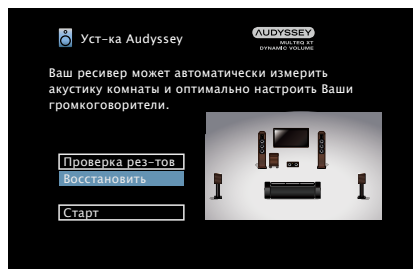 Уст-ка Audyssey
AUDYSSEY
MULTEQ XT
DYNAMIC VOLUME
Ваш ресивер может автоматически измерить
акустику комнаты и оптимально настроить Ваши
громкоговорители.
Проверка рез-тов
Восстановить
Старт